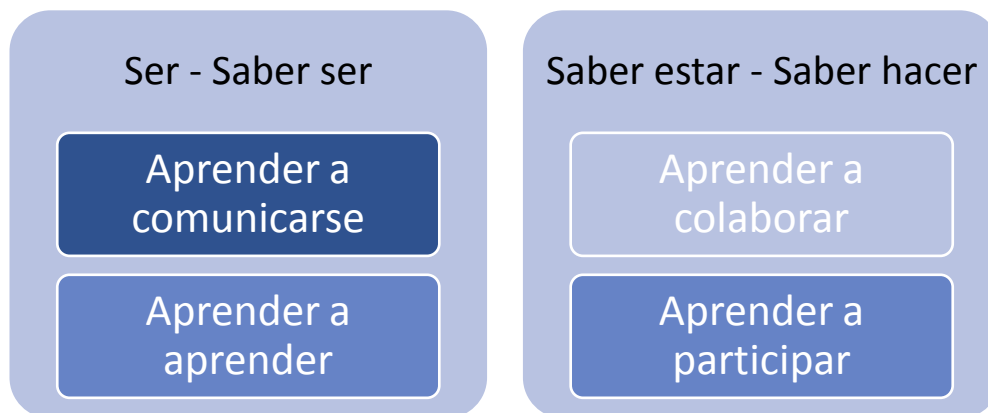 Ser - Saber ser
Aprender a
comunicarse
Aprender a
aprender
Saber estar - Saber hacer
Aprender a
colaborar
Aprender a
participar